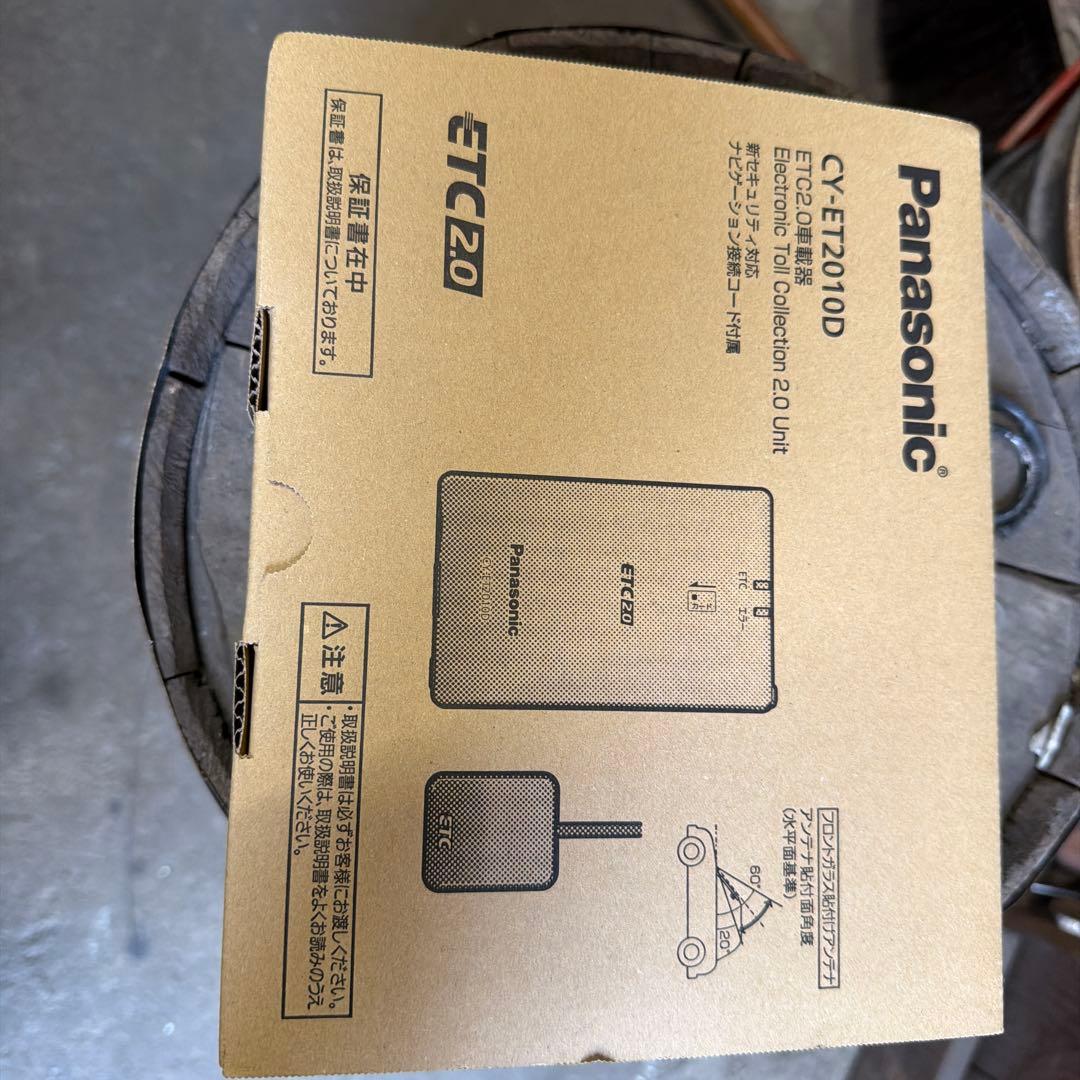 Panasonic®
CY-ET2010D
ETC2.0車載器
Electronic Toll Collection 2.0 Unit
新セキュリティ対応
ナビゲーション接続コード付属
ETC2.0
保証書在中
保証書は、取扱説明書についております。
ETC エラー
カード
ETC2.0
Panasonic
CY-ET2010D
ETC
フロントガラス貼付けアンテナ
アンテナ貼付面角度
(水平面基準)
60°
20°
注意
・取扱説明書は必ずお客様にお渡しください。
・ご使用の際は、取扱説明書をよくお読みのうえ
正しくお使いください。